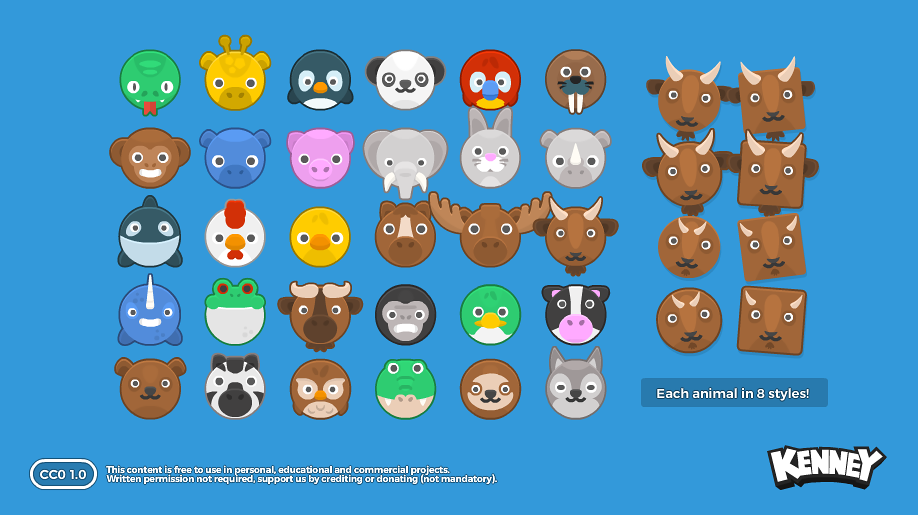 Each animal in 8 styles!
CC0 1.0
This content is free to use in personal, educational and commercial projects.
Written permission not required, support us by crediting or donating (not mandatory).
KENNEY